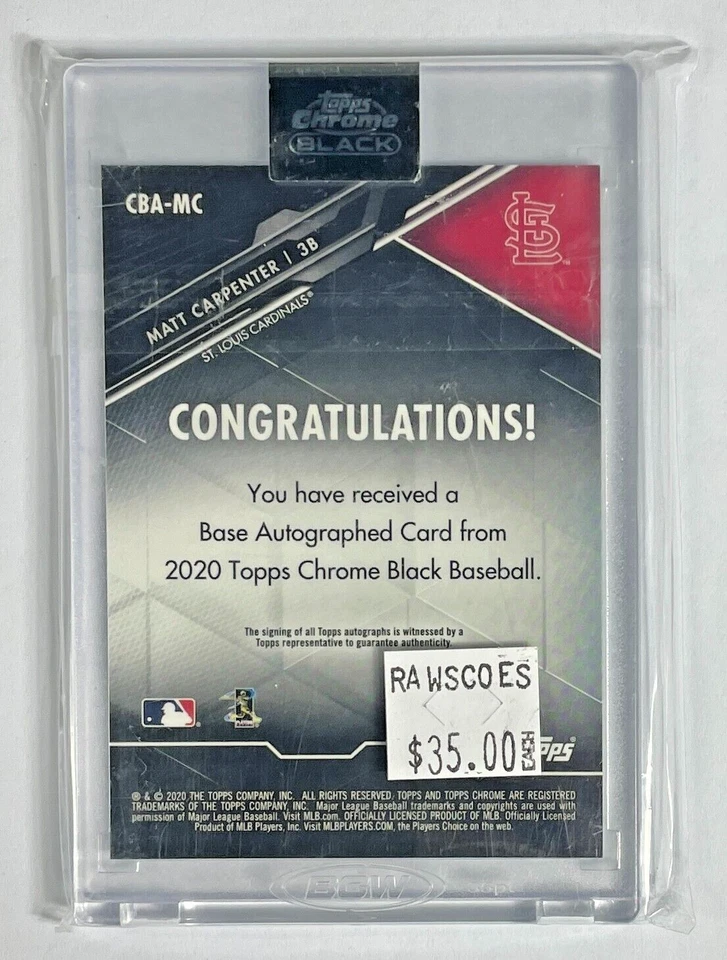 Topps
Chrome
BLACK
CBA-MC
MATT CARPENTER | 3B
ST. LOUIS CARDINALS®
STL
CONGRATULATIONS!
You have received a
Base Autographed Card from
2020 Topps Chrome Black Baseball.
The signing of all Topps autographs is witnessed by a
Topps representative to guarantee authenticity.
RAWSCOES
$35.00 EACH
® & © 2020 THE TOPPS COMPANY, INC. ALL RIGHTS RESERVED. TOPPS AND TOPPS CHROME ARE REGISTERED
TRADEMARKS OF THE TOPPS COMPANY, INC. Major League Baseball trademarks and copyrights are used with
permission of Major League Baseball. Visit MLB.com. OFFICIALLY LICENSED PRODUCT OF MLB. Officially Licensed
Product of MLB Players, Inc. Visit MLBPLAYERS.COM, the Players Choice on the web.
BCW